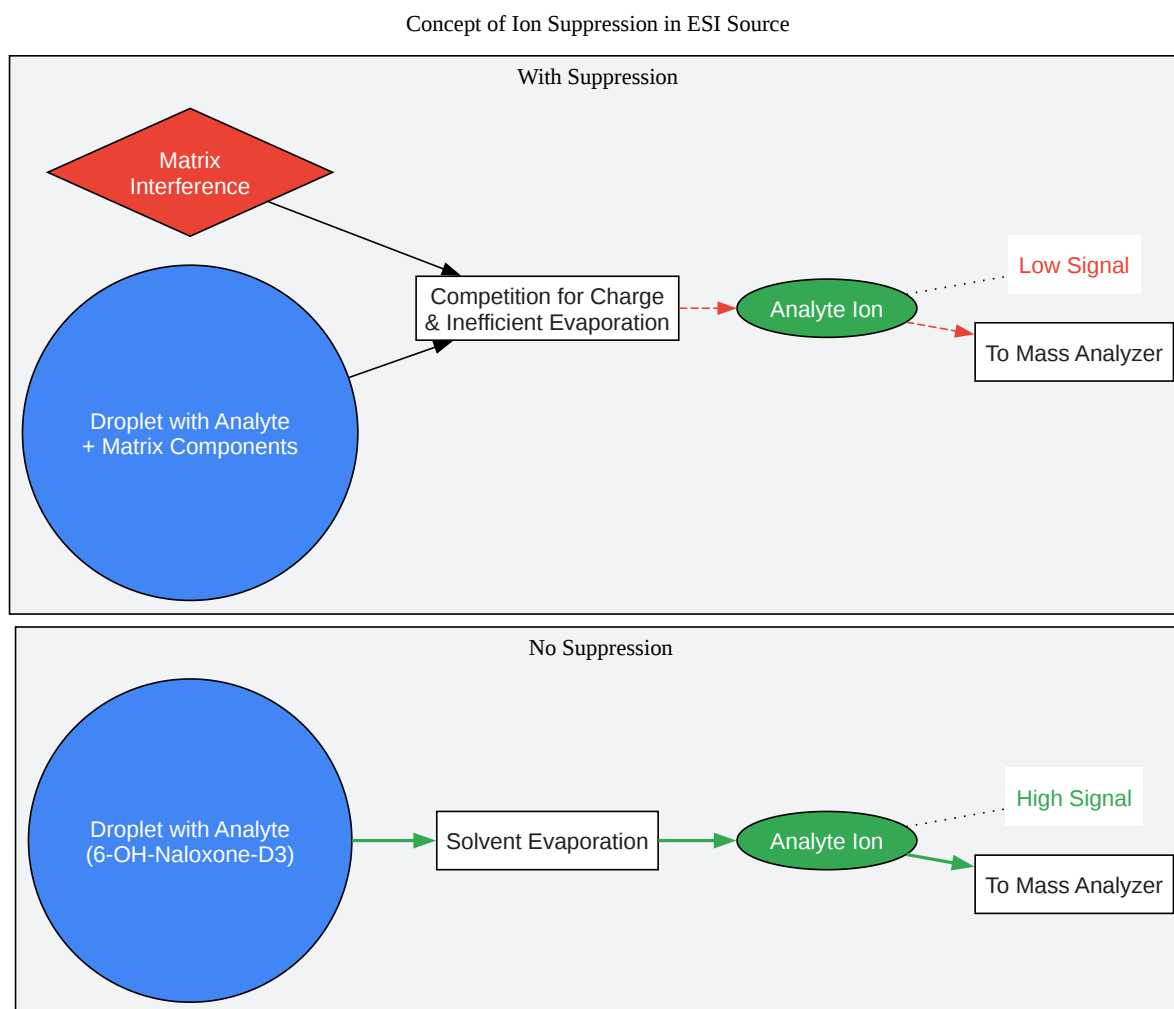 Concept of Ion Suppression in ESI Source
With Suppression
Matrix
Interference
Droplet with Analyte
+ Matrix Components
Competition for Charge
& Inefficient Evaporation
Analyte Ion
Low Signal
To Mass Analyzer
No Suppression
Droplet with Analyte
(6-OH-Naloxone-D3)
Solvent Evaporation
Analyte Ion
High Signal
To Mass Analyzer